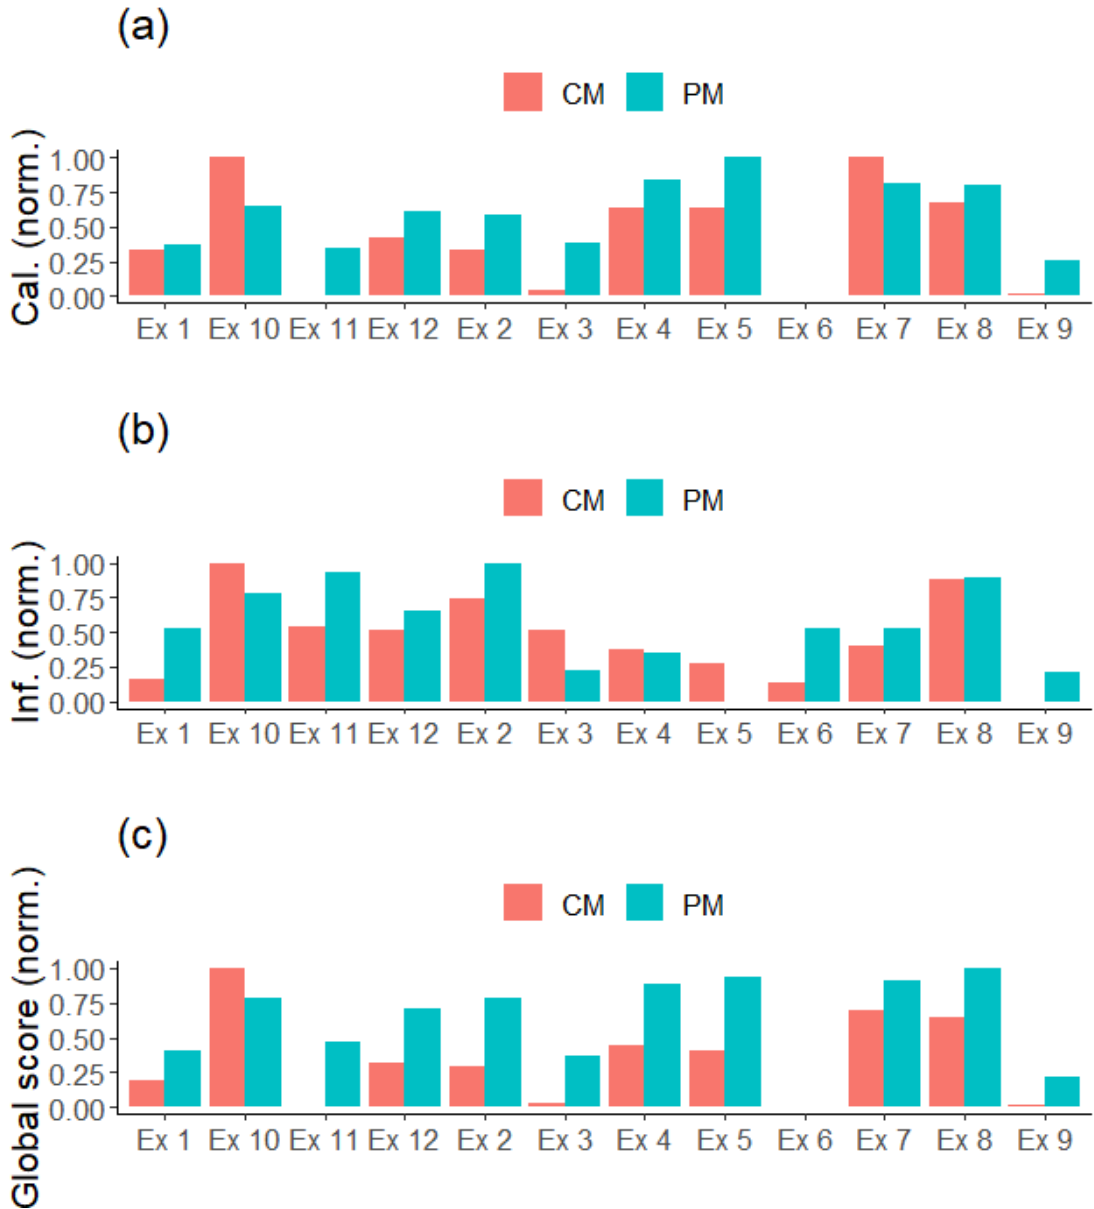 (a)
CM PM
Cal. (norm.)
1.00
0.75
0.50
0.25
0.00
Ex 1 Ex 10 Ex 11 Ex 12 Ex 2 Ex 3 Ex 4 Ex 5 Ex 6 Ex 7 Ex 8 Ex 9
(b)
CM PM
Inf. (norm.)
1.00
0.75
0.50
0.25
0.00
Ex 1 Ex 10 Ex 11 Ex 12 Ex 2 Ex 3 Ex 4 Ex 5 Ex 6 Ex 7 Ex 8 Ex 9
(c)
CM PM
Global score (norm.)
1.00
0.75
0.50
0.25
0.00
Ex 1 Ex 10 Ex 11 Ex 12 Ex 2 Ex 3 Ex 4 Ex 5 Ex 6 Ex 7 Ex 8 Ex 9